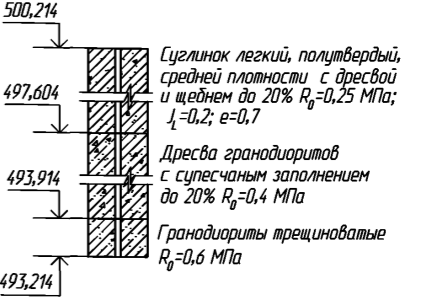 500,214
Суглинок легкий, полутвердый,
средней плотности с дресвой
и щебнем до 20% R₀=0,25 МПа;
J_L=0,2; e=0,7
497,604
Дресва гранодиоритов
с супесчаным заполнением
до 20% R₀=0,4 МПа
493,914
Гранодиориты трещиноватые
R₀=0,6 МПа
493,214